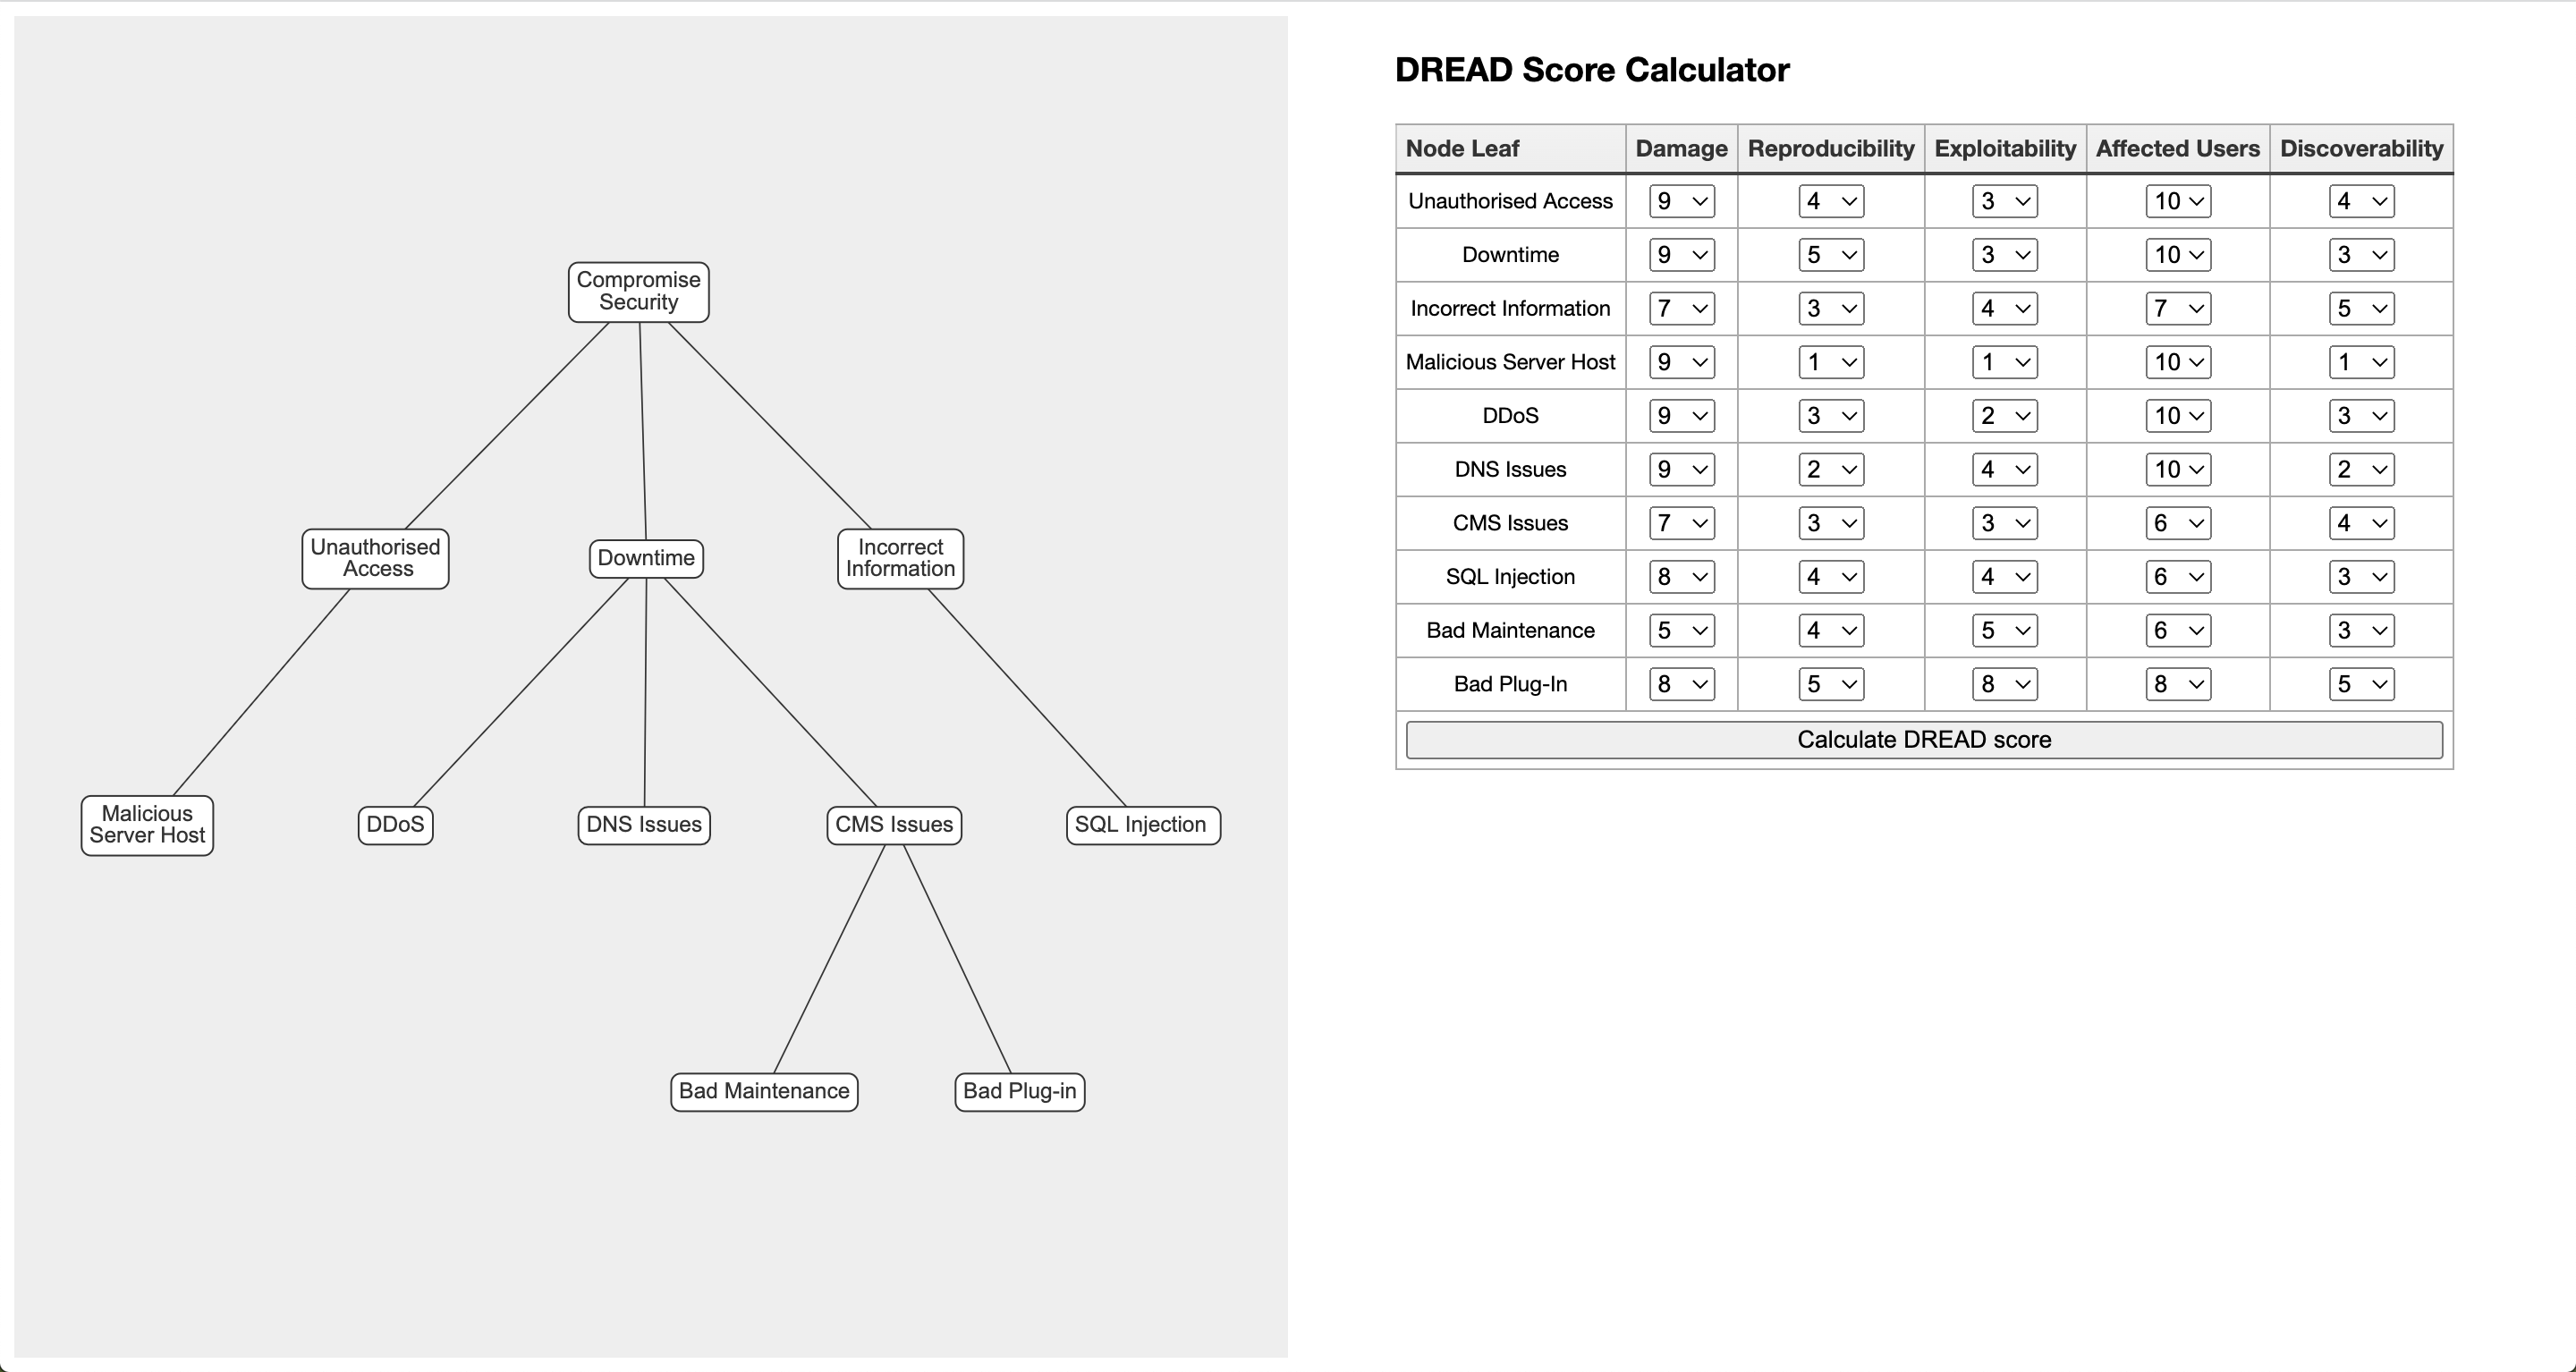 Compromise
Security
Unauthorised
Access
Downtime
Incorrect
Information
Malicious
Server Host
DDoS
DNS Issues
CMS Issues
SQL Injection
Bad Maintenance
Bad Plug-in
DREAD Score Calculator
Node Leaf Damage Reproducibility Exploitability Affected Users Discoverability
Unauthorised Access 9 4 3 10 4
Downtime 9 5 3 10 3
Incorrect Information 7 3 4 7 5
Malicious Server Host 9 1 1 10 1
DDoS 9 3 2 10 3
DNS Issues 9 2 4 10 2
CMS Issues 7 3 3 6 4
SQL Injection 8 4 4 6 3
Bad Maintenance 5 4 5 6 3
Bad Plug-In 8 5 8 8 5
Calculate DREAD score